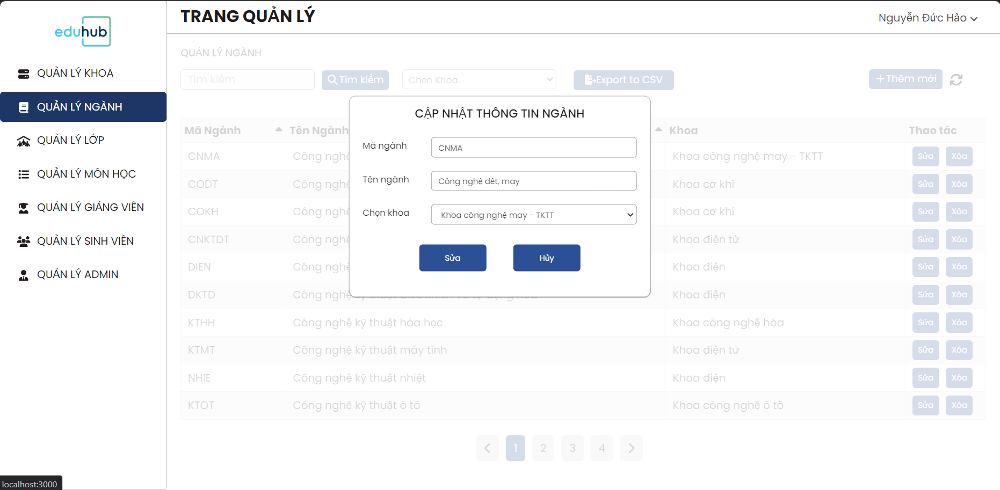 TRANG QUẢN LÝ
Nguyễn Đức Hảo
eduhub
QUẢN LÝ KHOA
QUẢN LÝ NGÀNH
QUẢN LÝ LỚP
QUẢN LÝ MÔN HỌC
QUẢN LÝ GIẢNG VIÊN
QUẢN LÝ SINH VIÊN
QUẢN LÝ ADMIN
localhost:3000
QUẢN LÝ NGÀNH
Tìm kiếm Tìm kiếm Chọn Khoa Export to CSV Thêm mới
CẬP NHẬT THÔNG TIN NGÀNH
Mã ngành CNMA
Tên ngành Công nghệ dệt, may
Chọn khoa Khoa công nghệ may - TKTT
Sửa Hủy
Mã Ngành Tên Ngành Khoa Thao tác
CNMA Công nghệ Khoa công nghệ may - TKTT Sửa Xóa
CODT Công nghệ Khoa cơ khí Sửa Xóa
COKH Công nghệ Khoa cơ khí Sửa Xóa
CNKTDT Công nghệ Khoa điện tử Sửa Xóa
DIEN Công nghệ Khoa điện Sửa Xóa
DKTD Công nghệ kỹ thuật điều khiển và tự động hóa Khoa điện Sửa Xóa
KTHH Công nghệ kỹ thuật hóa học Khoa công nghệ hóa Sửa Xóa
KTMT Công nghệ kỹ thuật máy tính Khoa điện tử Sửa Xóa
NHIE Công nghệ kỹ thuật nhiệt Khoa điện Sửa Xóa
KTOT Công nghệ kỹ thuật ô tô Khoa công nghệ ô tô Sửa Xóa
1 2 3 4